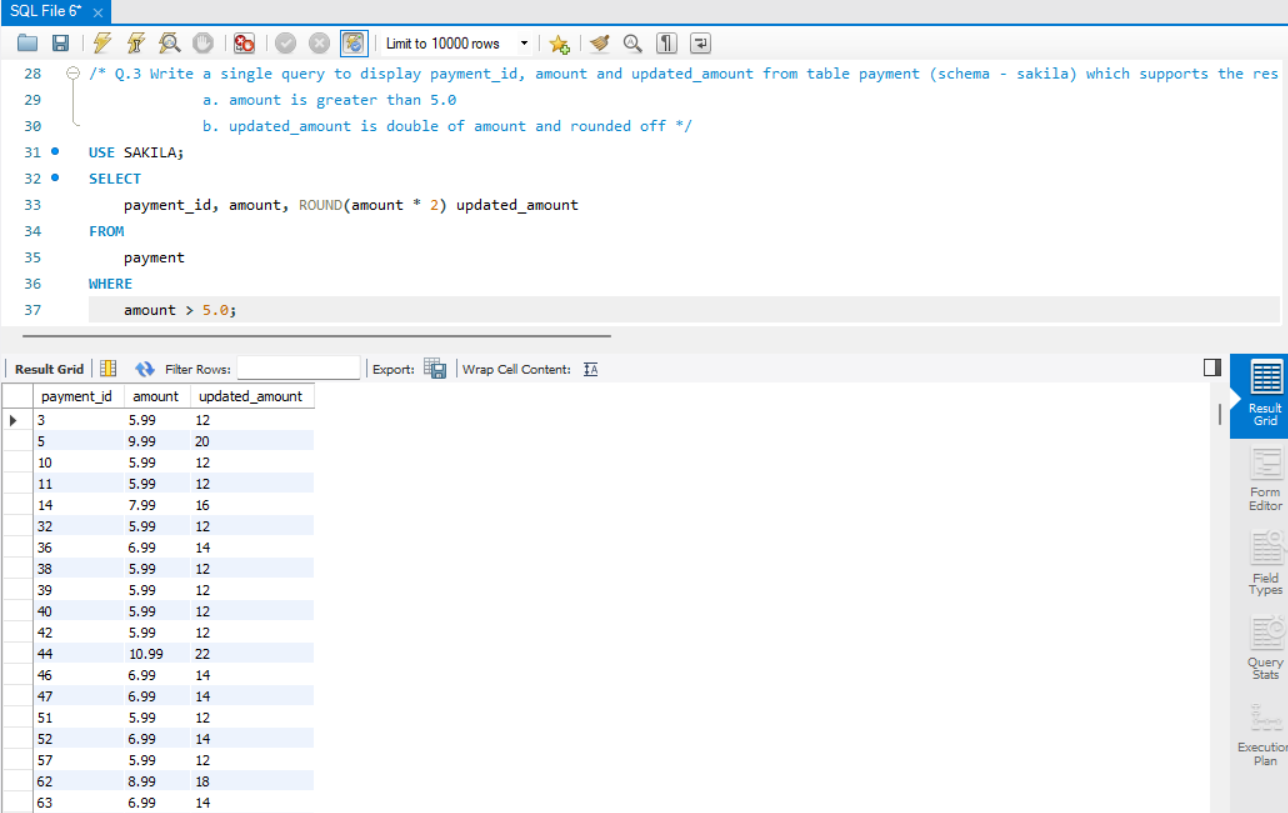 SQL File 6*
Limit to 10000 rows
28 /* Q.3 Write a single query to display payment_id, amount and updated_amount from table payment (schema - sakila) which supports the res
29 a. amount is greater than 5.0
30 b. updated_amount is double of amount and rounded off */
31 USE SAKILA;
32 SELECT
33 payment_id, amount, ROUND(amount * 2) updated_amount
34 FROM
35 payment
36 WHERE
37 amount > 5.0;
Result Grid Filter Rows: Export: Wrap Cell Content: IA
payment_id amount updated_amount
3 5.99 12
5 9.99 20
10 5.99 12
11 5.99 12
14 7.99 16
32 5.99 12
36 6.99 14
38 5.99 12
39 5.99 12
40 5.99 12
42 5.99 12
44 10.99 22
46 6.99 14
47 6.99 14
51 5.99 12
52 6.99 14
57 5.99 12
62 8.99 18
63 6.99 14
Result
Grid
Form
Editor
Field
Types
Query
Stats
Execution
Plan